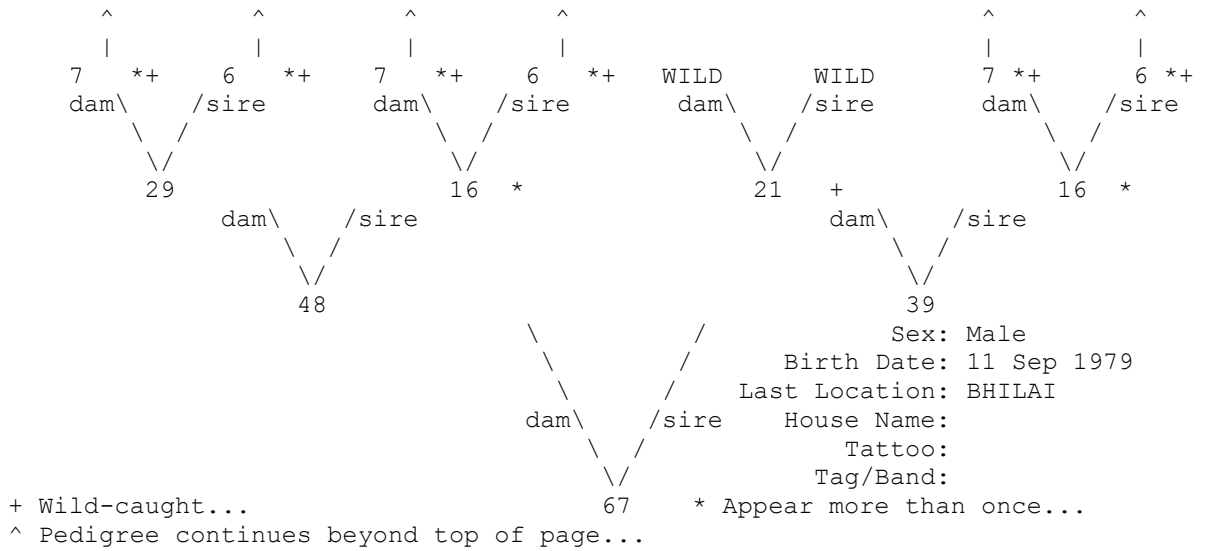 ^ ^ ^ ^ ^ ^
| | | | | |
7 *+ 6 *+ 7 *+ 6 *+ WILD WILD 7 *+ 6 *+
dam\ /sire dam\ /sire dam\ /sire dam\ /sire
\ / \ / \ / \ /
\/ \/ \/ \/
29 16 * 21 + 16 *
dam\ /sire dam\ /sire
\ / \ /
\/ \/
48 39
\ / Sex: Male
\ / Birth Date: 11 Sep 1979
\ / Last Location: BHILAI
dam\ /sire House Name:
\ / Tattoo:
\/ Tag/Band:
+ Wild-caught... 67 * Appear more than once...
^ Pedigree continues beyond top of page...